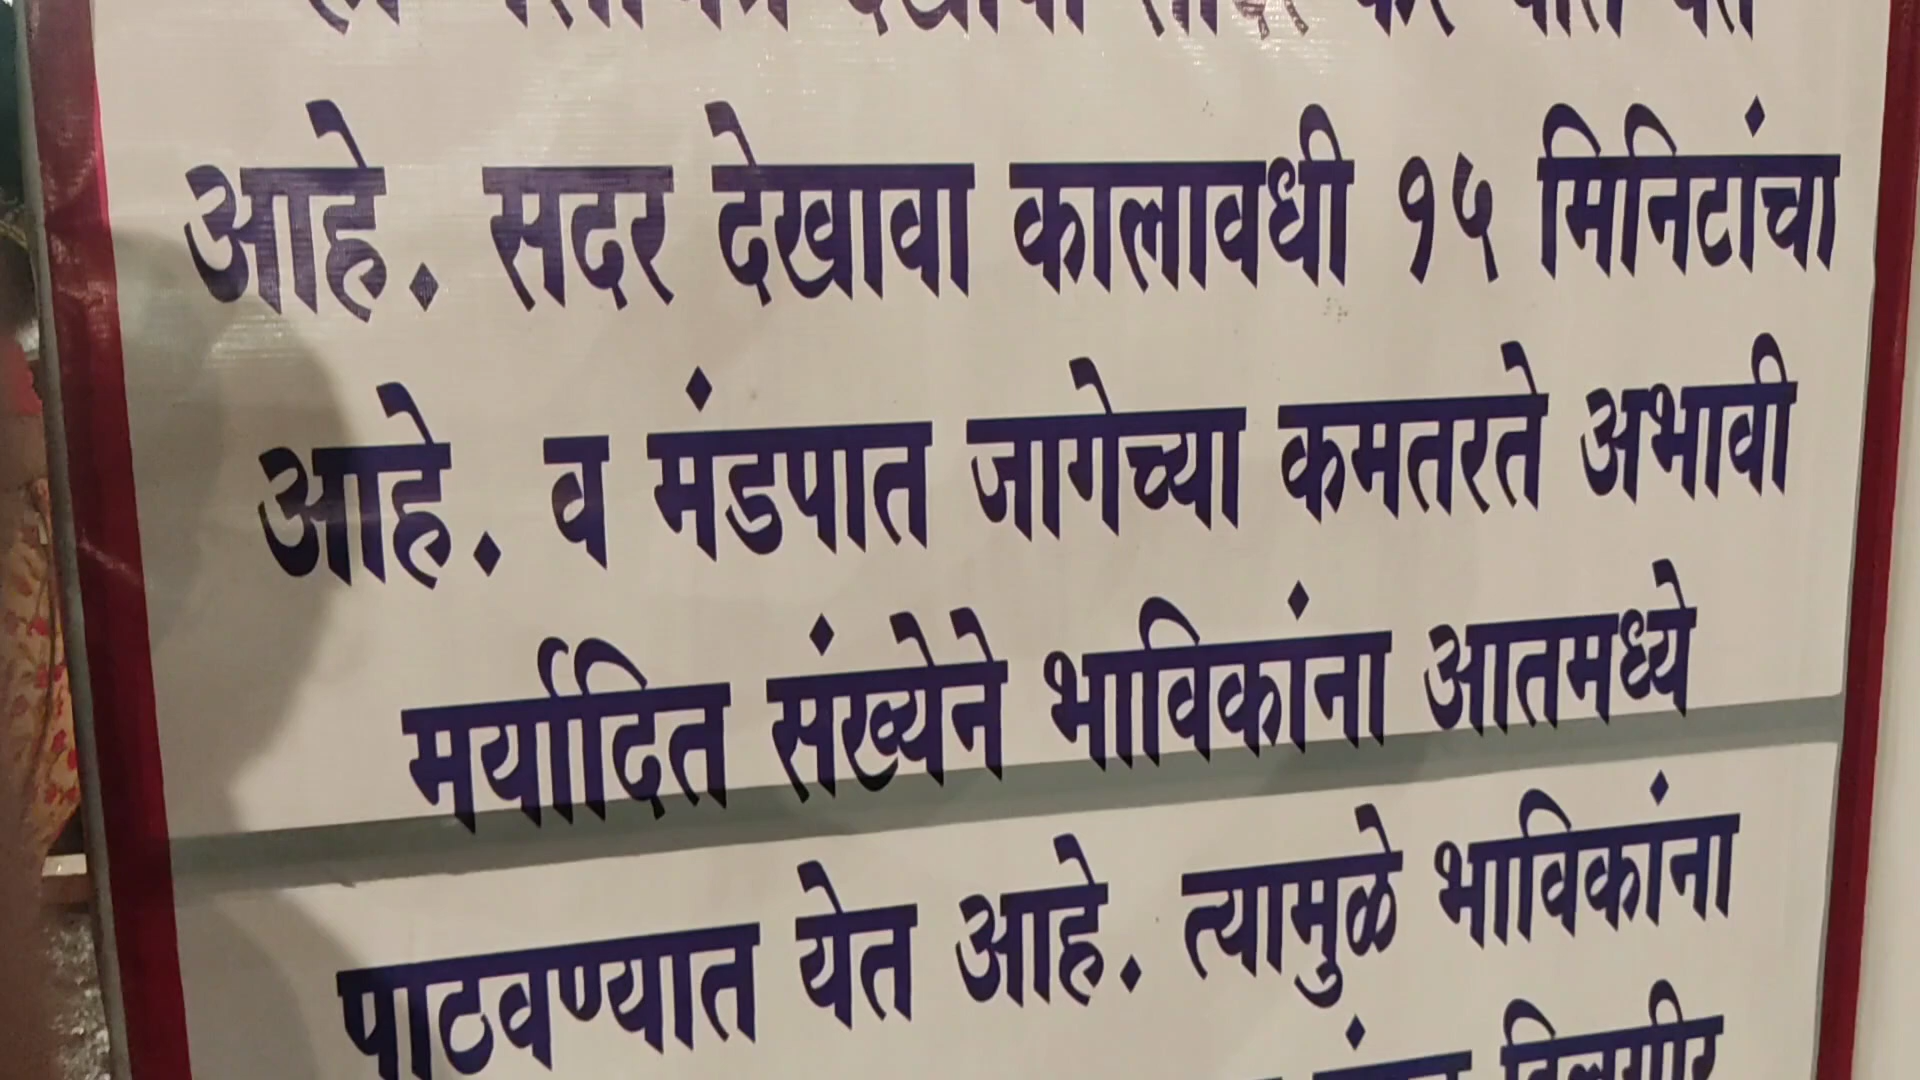 आहे. सदर देखावा कालावधी १५ मिनिटांचा
आहे. व मंडपात जागेच्या कमतरते अभावी
मर्यादित संख्येने भाविकांना आतमध्ये
पाठवण्यात येत आहे. त्यामुळे भाविकांना